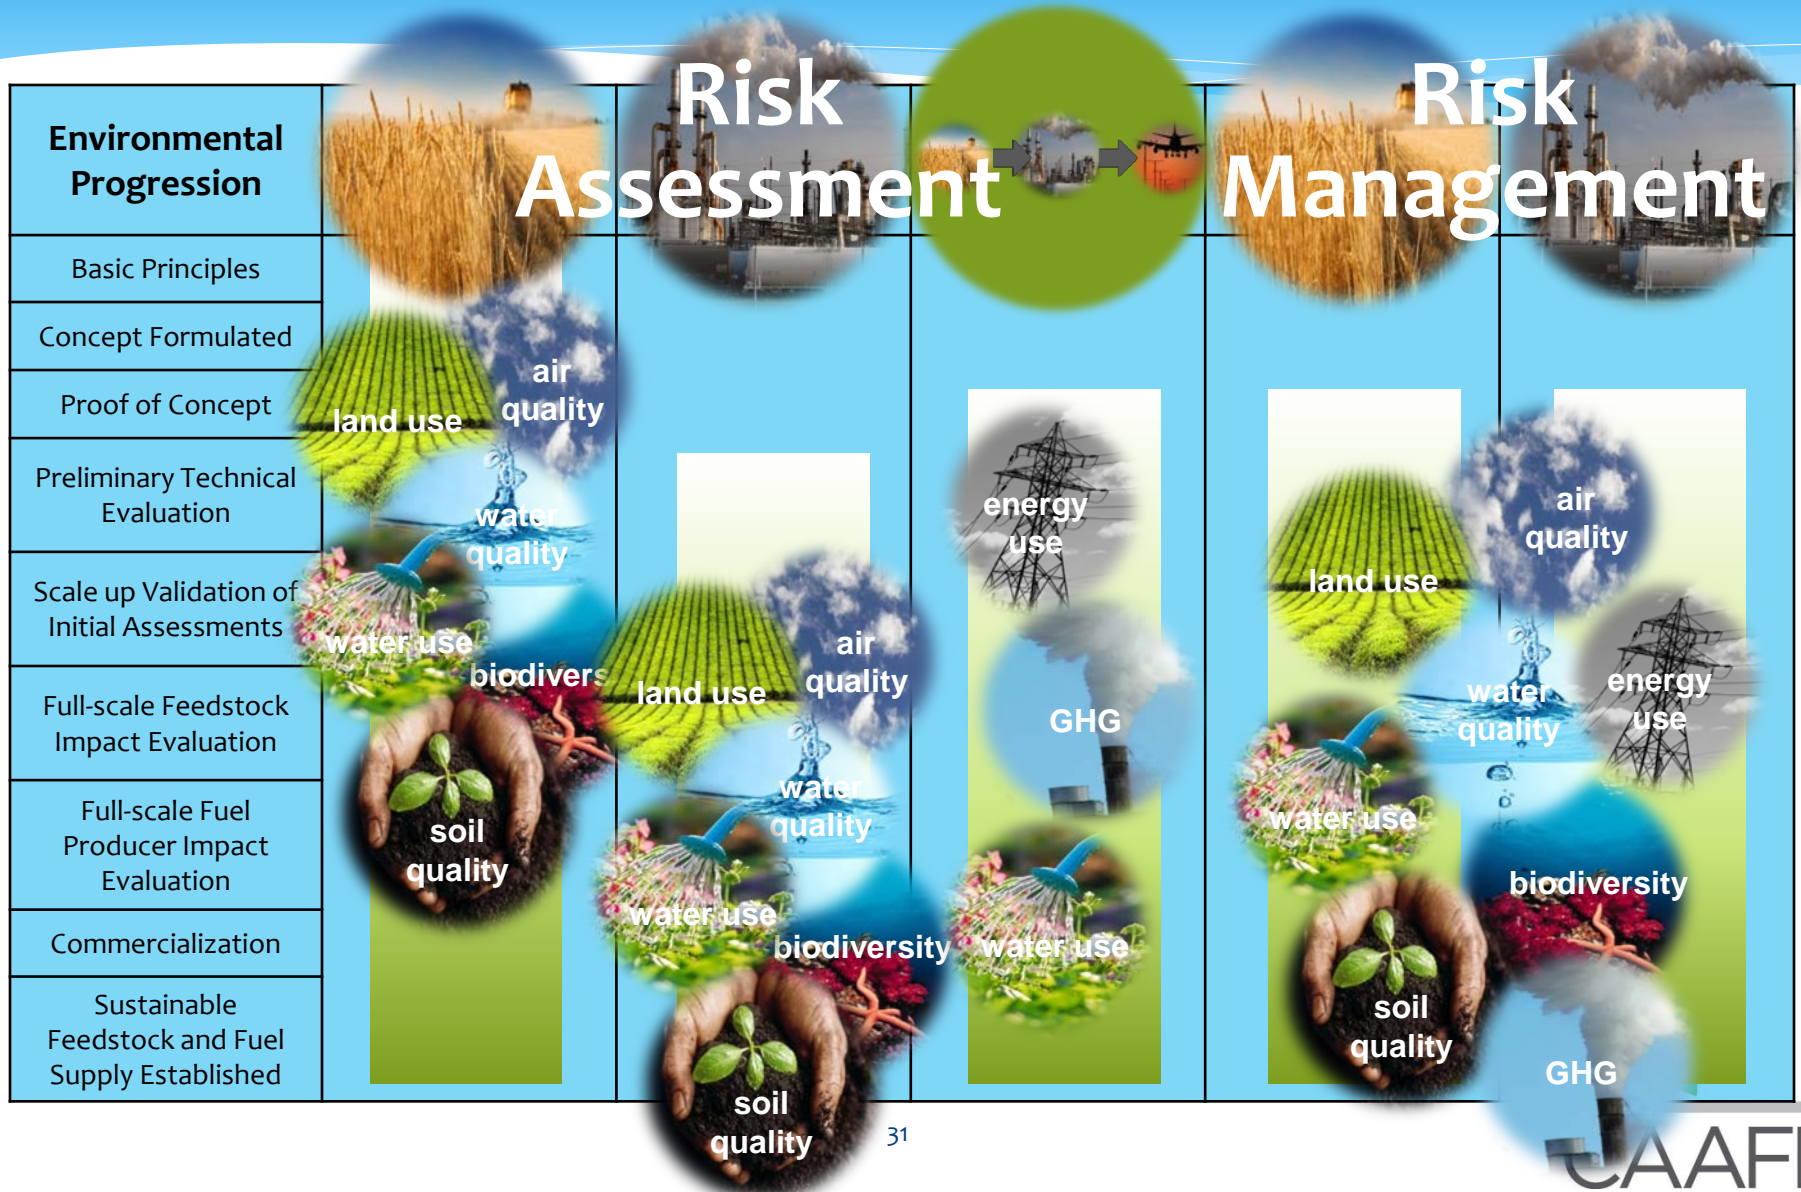 Risk
Assessment
Risk
Management
Environmental
Progression
Basic Principles
Concept Formulated
Proof of Concept
Preliminary Technical
Evaluation
Scale up Validation of
Initial Assessments
Full-scale Feedstock
Impact Evaluation
Full-scale Fuel
Producer Impact
Evaluation
Commercialization
Sustainable
Feedstock and Fuel
Supply Established
land use
air
quality
water
quality
water use
biodivers
soil
quality
land use
air
quality
water
quality
water use
biodiversity
soil
quality
energy
use
GHG
water use
land use
air
quality
water
quality
energy
use
water use
biodiversity
soil
quality
GHG
31
CAAFI